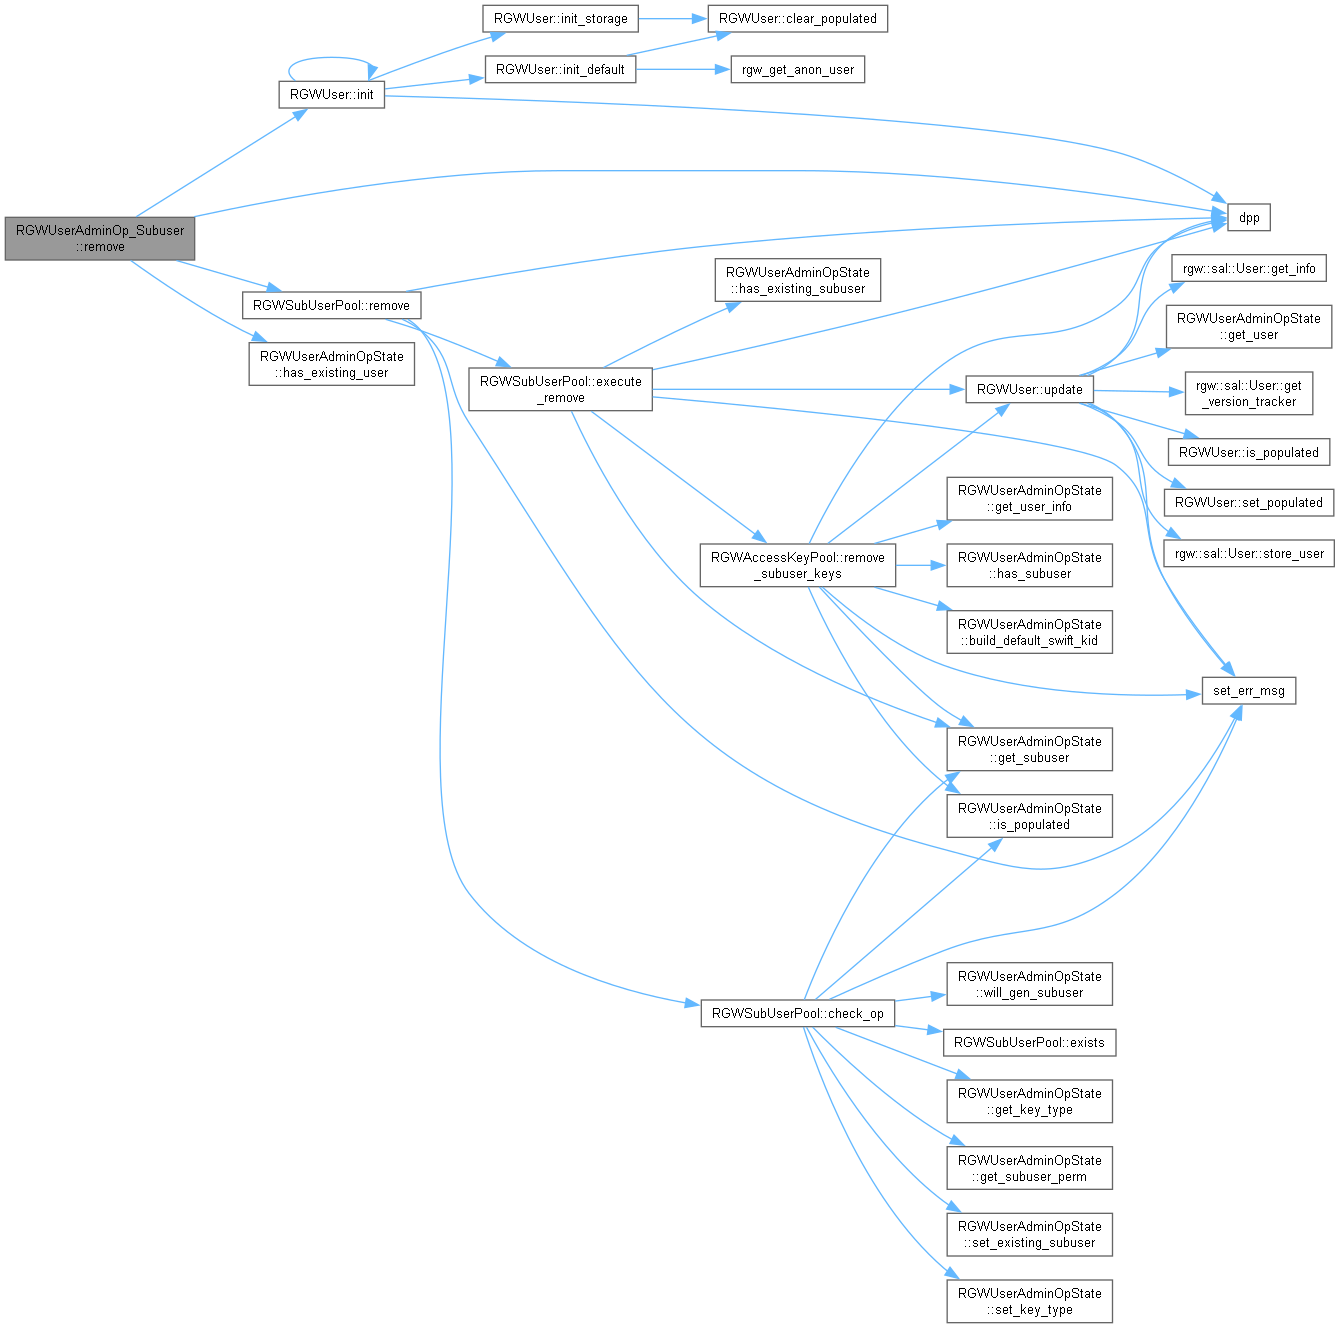 RGWUser::init_storage
RGWUser::clear_populated
RGWUser::init_default
rgw_get_anon_user
RGWUser::init
RGWUserAdminOp_Subuser
::remove
dpp
RGWUserAdminOpState
::has_existing_subuser
rgw::sal::User::get_info
RGWSubUserPool::remove
RGWUserAdminOpState
::get_user
RGWUserAdminOpState
::has_existing_user
RGWSubUserPool::execute
_remove
RGWUser::update
rgw::sal::User::get
_version_tracker
RGWUser::is_populated
RGWUserAdminOpState
::get_user_info
RGWUser::set_populated
RGWAccessKeyPool::remove
_subuser_keys
RGWUserAdminOpState
::has_subuser
rgw::sal::User::store_user
RGWUserAdminOpState
::build_default_swift_kid
set_err_msg
RGWUserAdminOpState
::get_subuser
RGWUserAdminOpState
::is_populated
RGWUserAdminOpState
::will_gen_subuser
RGWSubUserPool::check_op
RGWSubUserPool::exists
RGWUserAdminOpState
::get_key_type
RGWUserAdminOpState
::get_subuser_perm
RGWUserAdminOpState
::set_existing_subuser
RGWUserAdminOpState
::set_key_type